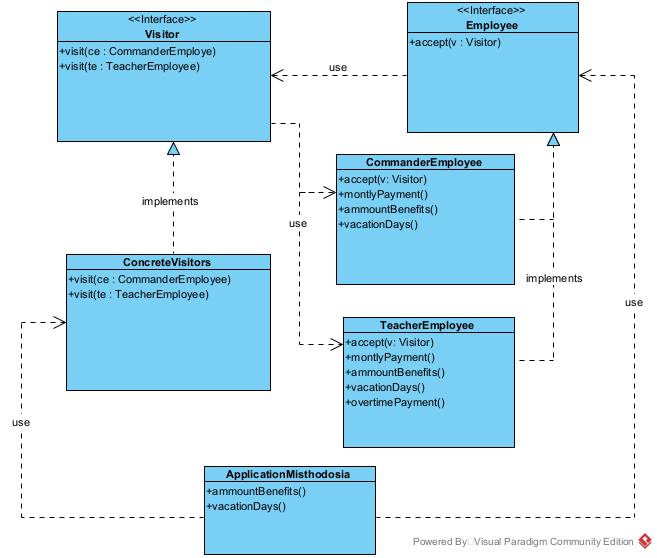 <<Interface>>
Visitor
+visit(ce : CommanderEmploye)
+visit(te : TeacherEmployee)
<<Interface>>
Employee
+accept(v : Visitor)
use
CommanderEmployee
+accept(v: Visitor)
+montlyPayment()
+ammountBenefits()
+vacationDays()
implements
use
ConcreteVisitors
+visit(ce : CommanderEmployee)
+visit(te : TeacherEmployee)
implements
use
TeacherEmployee
+accept(v: Visitor)
+montlyPayment()
+ammountBenefits()
+vacationDays()
+overtimePayment()
use
ApplicationMisthodosia
+ammountBenefits()
+vacationDays()
Powered By Visual Paradigm Community Edition